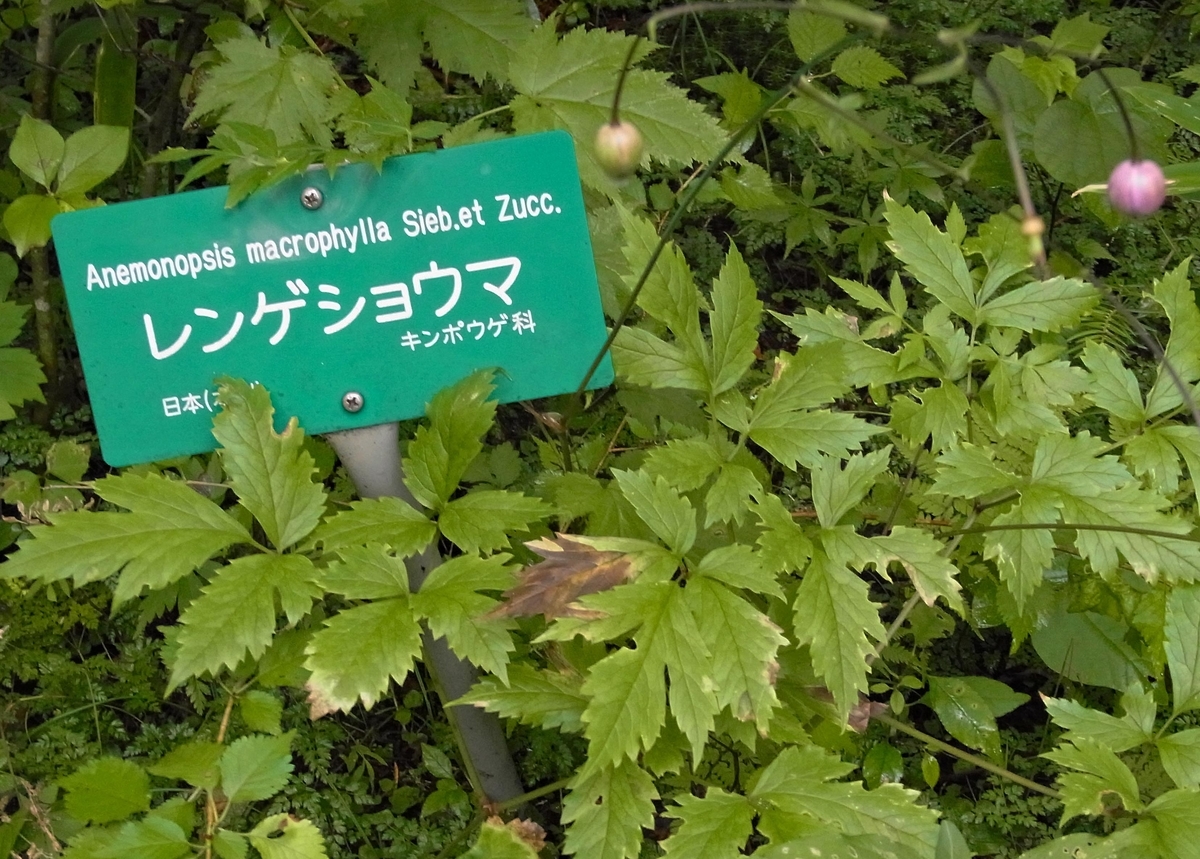 Anemonopsis macrophylla Sieb.et Zucc.
レンゲショウマ
キンポウゲ科
日本(